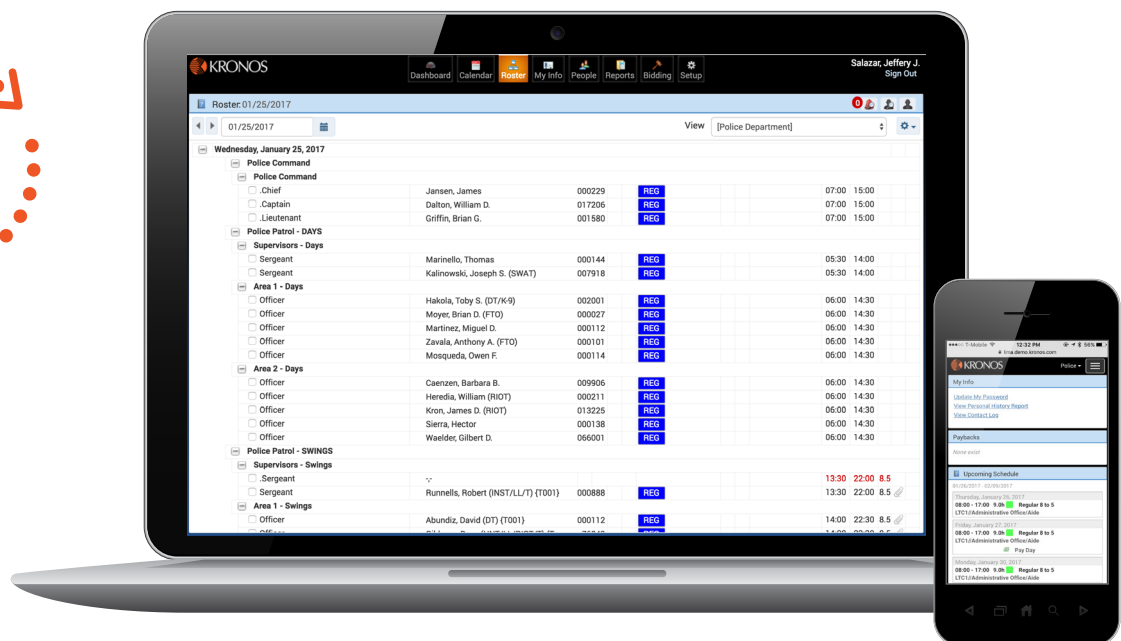 KRONOS
Dashboard Calendar Roster My Info People Reports Bidding Setup
Salazar, Jeffery J.
Sign Out
Roster: 01/25/2017
0
01/25/2017
View [Police Department]
Wednesday, January 25, 2017
Police Command
Police Command
.Chief Jansen, James 000229 REG 07:00 15:00
.Captain Dalton, William D. 017206 REG 07:00 15:00
.Lieutenant Griffin, Brian G. 001580 REG 07:00 15:00
Police Patrol - DAYS
Supervisors - Days
Sergeant Marinello, Thomas 000144 REG 05:30 14:00
Sergeant Kalinowski, Joseph S. (SWAT) 007918 REG 05:30 14:00
Area 1 - Days
Officer Hakola, Toby S. (DT/K-9) 002001 REG 06:00 14:30
Officer Moyer, Brian D. (FTO) 000027 REG 06:00 14:30
Officer Martinez, Miguel D. 000112 REG 06:00 14:30
Officer Zavala, Anthony A. (FTO) 000101 REG 06:00 14:30
Officer Mosqueda, Owen F. 000114 REG 06:00 14:30
Area 2 - Days
Officer Caenzen, Barbara B. 009906 REG 06:00 14:30
Officer Heredia, William (RIOT) 000211 REG 06:00 14:30
Officer Kron, James D. (RIOT) 013225 REG 06:00 14:30
Officer Sierra, Hector 000138 REG 06:00 14:30
Officer Waelder, Gilbert D. 066001 REG 06:00 14:30
Police Patrol - SWINGS
Supervisors - Swings
.Sergeant 13:30 22:00 8.5
Sergeant Runnells, Robert (INST/LL/T) {T001} 000888 REG 13:30 22:00 8.5
Area 1 - Swings
Officer Abundiz, David (DT) {T001} 000112 REG 14:00 22:30 8.5
T-Mobile 12:32 PM 56%
lima.demo.kronos.com
KRONOS Police
My Info
Update My Password
View Personal History Report
View Contact Log
Paybacks
None exist
Upcoming Schedule
01/26/2017 - 02/09/2017
Thursday, January 26, 2017
08:00 - 17:00 9.0h Regular 8 to 5
LTC1//Administrative Office/Aide
Friday, January 27, 2017
08:00 - 17:00 9.0h Regular 8 to 5
LTC1//Administrative Office/Aide
Pay Day
Monday, January 30, 2017
08:00 - 17:00 9.0h Regular 8 to 5
LTC1//Administrative Office/Aide